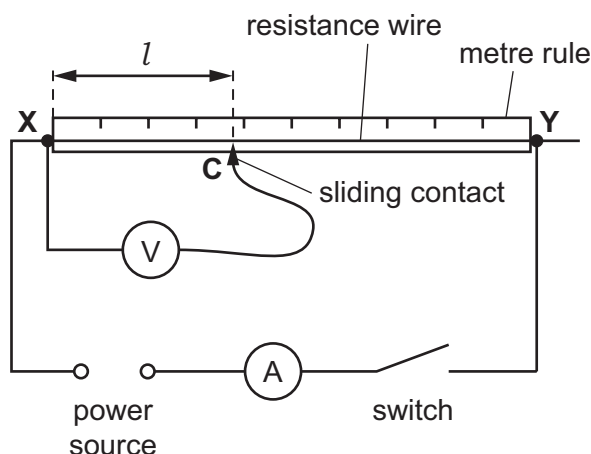 resistance wire
l
metre rule
X
Y
C
sliding contact
V
A
power
source
switch